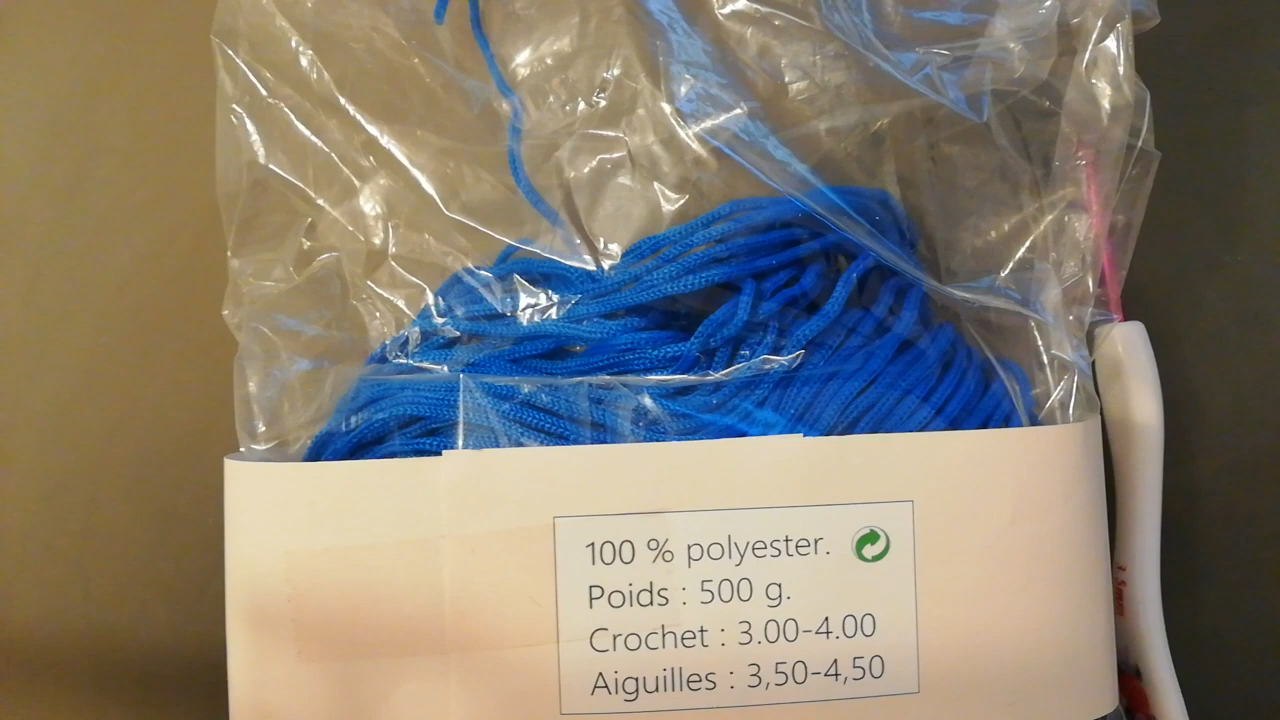 100 % polyester.
Poids : 500 g.
Crochet : 3.00-4.00
Aiguilles : 3,50-4,50